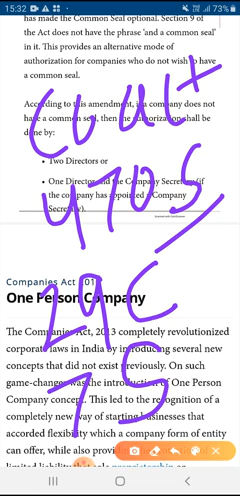 15:32
73%
has made the Common Seal optional. Section 9 of
the Act does not have the phrase 'and a common seal'
in it. This provides an alternative mode of
authorization for companies who do not wish to have
a common seal.
According to this amendment, if a company does not
have a common seal, then the authorization shall be
done by:
• Two Directors or
• One Director and the Company Secretary (if
the company has appointed a Company
Secretary).
Companies Act 201
One Person Company
The Companies Act, 2013 completely revolutionized
corporate laws in India by introducing several new
concepts that did not exist previously. On such
game-changer was the introduction of One Person
Company concept. This led to the recognition of a
completely new way of starting businesses that
accorded flexibility which a company form of entity
can offer, while also providing
limited liability that sole proprietorship or
4705
29C
75